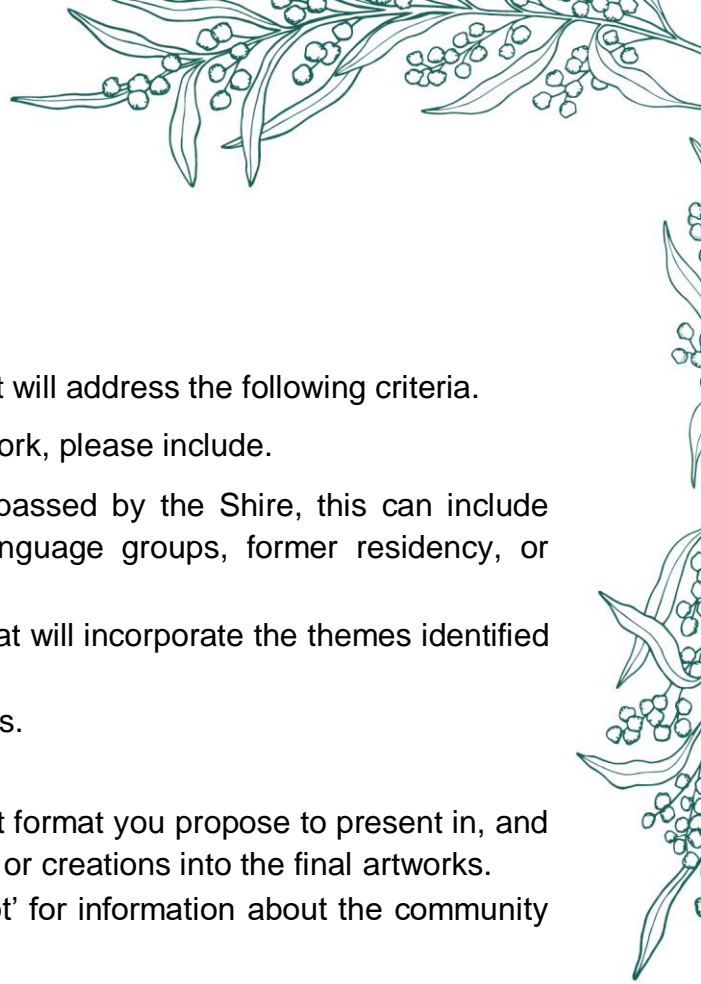 will address the following criteria.
ork, please include.
passed by the Shire, this can include
nguage groups, former residency, or
at will incorporate the themes identified
s.
t format you propose to present in, and
or creations into the final artworks.
t’ for information about the community